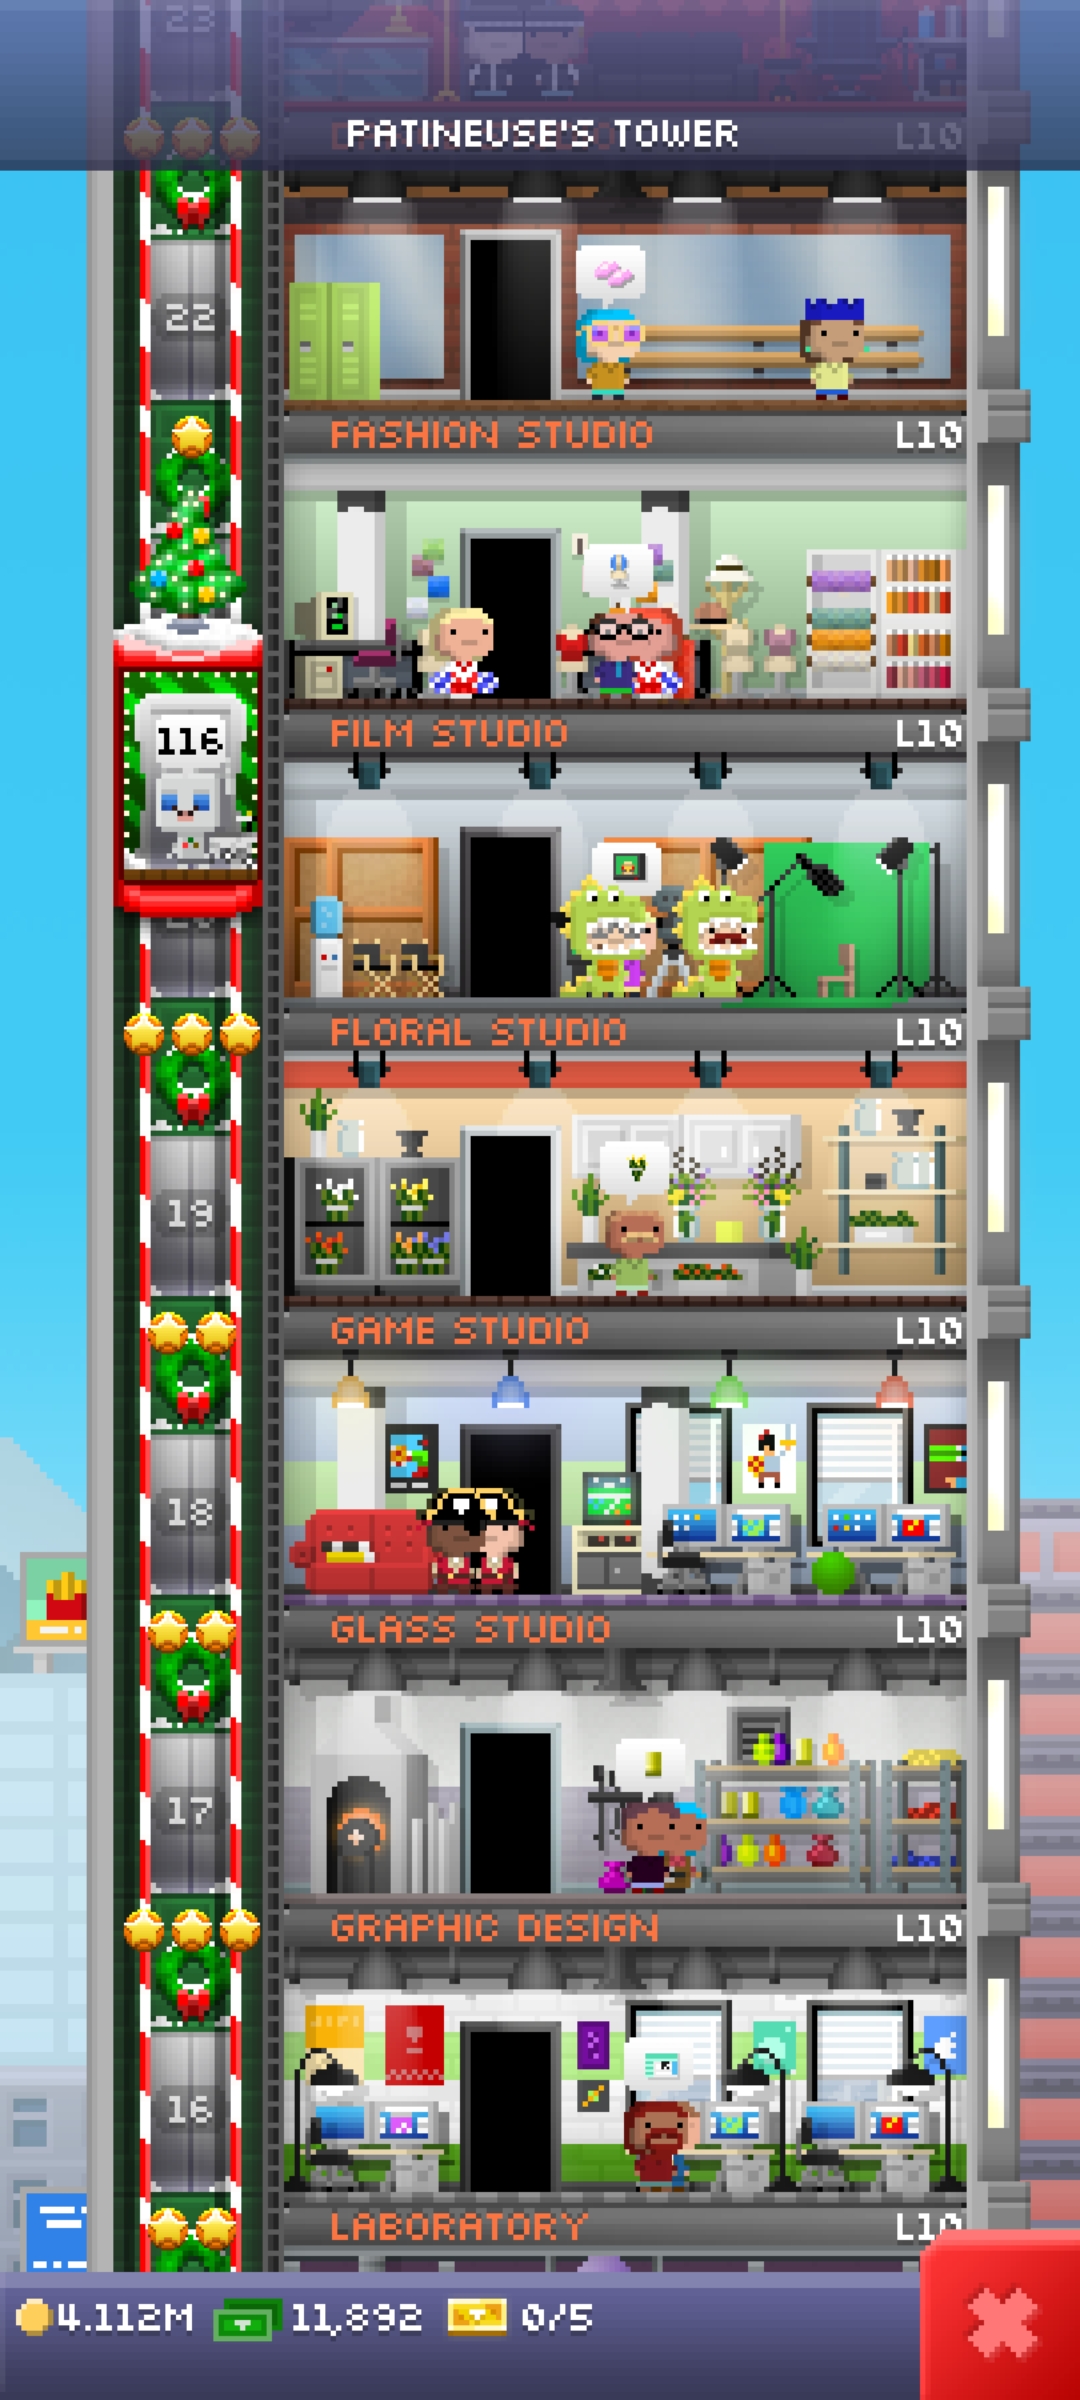 23
PATINEUSE'S TOWER
L10
22
FASHION STUDIO L10
FILM STUDIO L10
116
FLORAL STUDIO L10
19
GAME STUDIO L10
18
GLASS STUDIO L10
17
GRAPHIC DESIGN L10
16
LABORATORY L10
4.112M 11,892 0/5